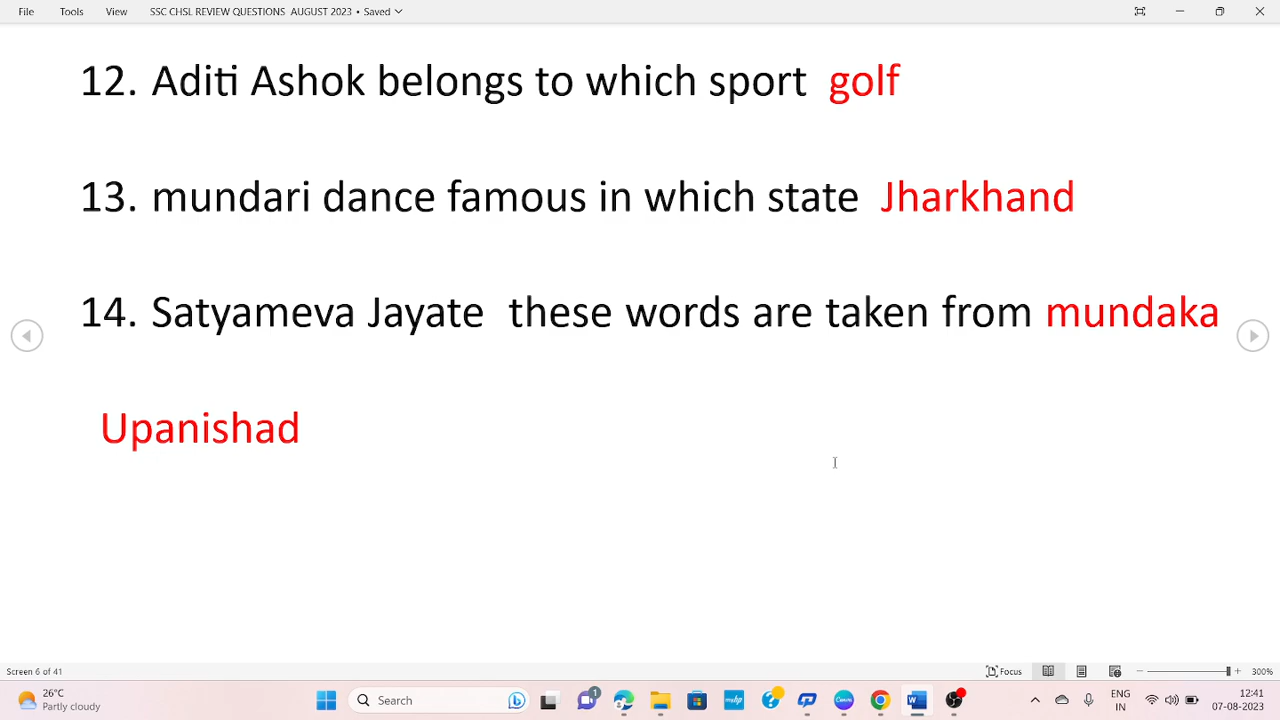 File Tools View SSC CHSL REVIEW QUESTIONS AUGUST 2023 • Saved
12. Aditi Ashok belongs to which sport golf
13. mundari dance famous in which state Jharkhand
14. Satyameva Jayate these words are taken from mundaka
Upanishad
Screen 6 of 41 Focus 300%
26°C
Partly cloudy
Search
1
ENG
IN
12:41
07-08-2023